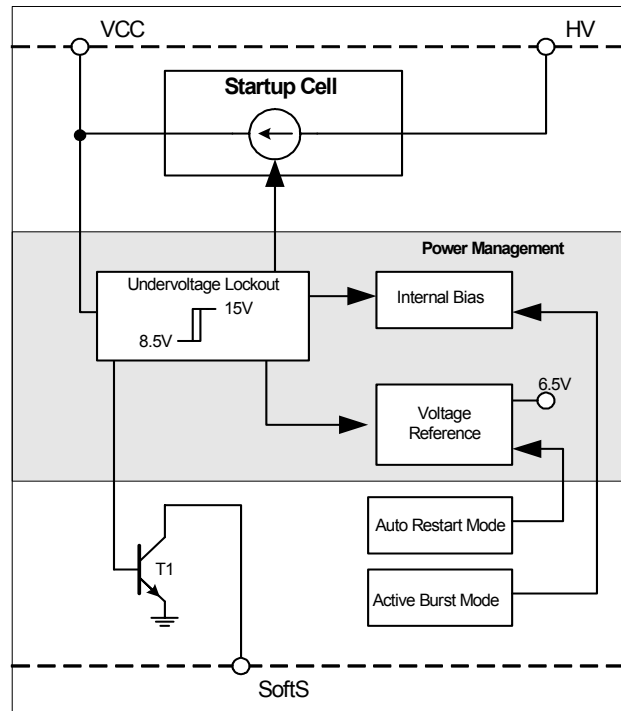 VCC
HV
Startup Cell
Power Management
Undervoltage Lockout
15V
8.5V
Internal Bias
6.5V
Voltage
Reference
Auto Restart Mode
T1
Active Burst Mode
SoftS